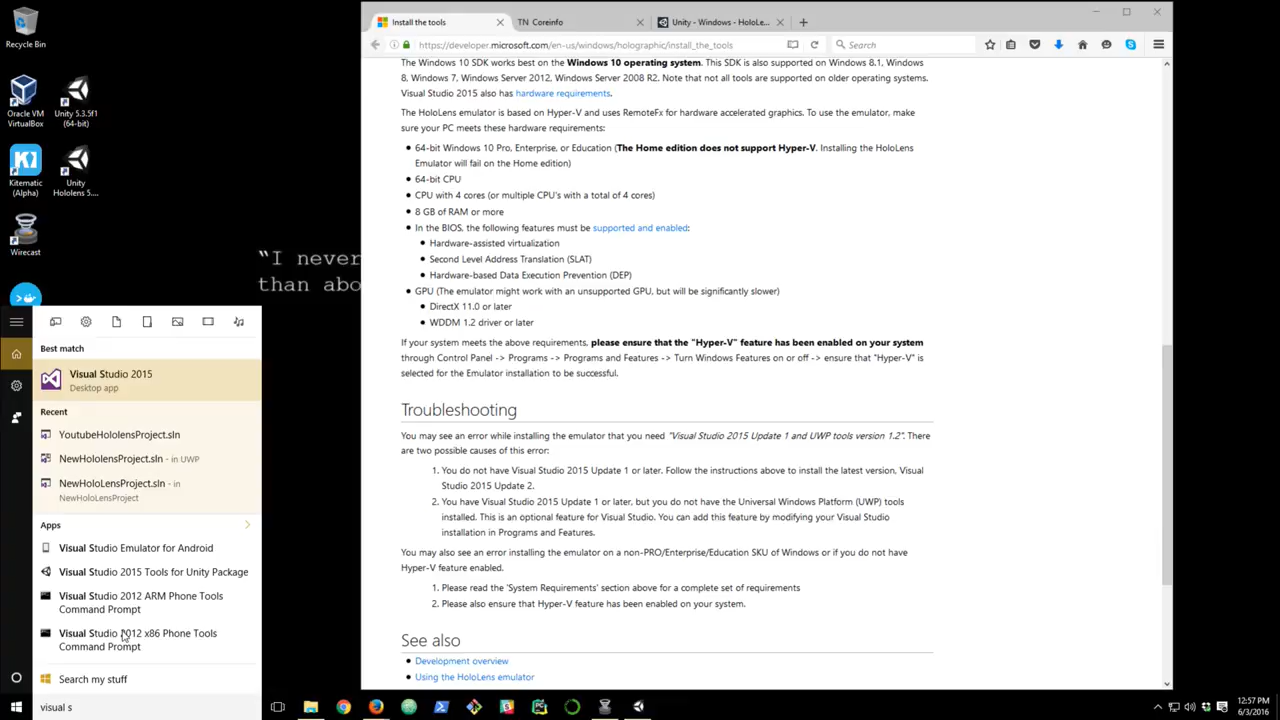 Recycle Bin
Oracle VM
VirtualBox
Unity 5.3.5f1
(64-bit)
Kitematic
(Alpha)
Unity
Hololens 5....
Wirecast
"I never
than abo
Install the tools
TN Coreinfo
Unity - Windows - HoloLe...
https://developer.microsoft.com/en-us/windows/holographic/install_the_tools
Search
The Windows 10 SDK works best on the Windows 10 operating system. This SDK is also supported on Windows 8.1, Windows
8, Windows 7, Windows Server 2012, Windows Server 2008 R2. Note that not all tools are supported on older operating systems.
Visual Studio 2015 also has hardware requirements.
The HoloLens emulator is based on Hyper-V and uses RemoteFx for hardware accelerated graphics. To use the emulator, make
sure your PC meets these hardware requirements:
64-bit Windows 10 Pro, Enterprise, or Education (The Home edition does not support Hyper-V. Installing the HoloLens
Emulator will fail on the Home edition)
64-bit CPU
CPU with 4 cores (or multiple CPU's with a total of 4 cores)
8 GB of RAM or more
In the BIOS, the following features must be supported and enabled:
Hardware-assisted virtualization
Second Level Address Translation (SLAT)
Hardware-based Data Execution Prevention (DEP)
GPU (The emulator might work with an unsupported GPU, but will be significantly slower)
DirectX 11.0 or later
WDDM 1.2 driver or later
If your system meets the above requirements, please ensure that the "Hyper-V" feature has been enabled on your system
through Control Panel -> Programs -> Programs and Features -> Turn Windows Features on or off -> ensure that "Hyper-V" is
selected for the Emulator installation to be successful.
Troubleshooting
You may see an error while installing the emulator that you need "Visual Studio 2015 Update 1 and UWP tools version 1.2". There
are two possible causes of this error:
1. You do not have Visual Studio 2015 Update 1 or later. Follow the instructions above to install the latest version, Visual
Studio 2015 Update 2.
2. You have Visual Studio 2015 Update 1 or later, but you do not have the Universal Windows Platform (UWP) tools
installed. This is an optional feature for Visual Studio. You can add this feature by modifying your Visual Studio
installation in Programs and Features.
You may also see an error installing the emulator on a non-PRO/Enterprise/Education SKU of Windows or if you do not have
Hyper-V feature enabled.
1. Please read the 'System Requirements' section above for a complete set of requirements
2. Please also ensure that Hyper-V feature has been enabled on your system.
See also
Development overview
Using the HoloLens emulator
Best match
Visual Studio 2015
Desktop app
Recent
YoutubeHololensProject.sln
NewHololensProject.sln - in UWP
NewHoloLensProject.sln - in
NewHoloLensProject
Apps
Visual Studio Emulator for Android
Visual Studio 2015 Tools for Unity Package
Visual Studio 2012 ARM Phone Tools
Command Prompt
Visual Studio 2012 x86 Phone Tools
Command Prompt
Search my stuff
visual s
12:57 PM
6/3/2016